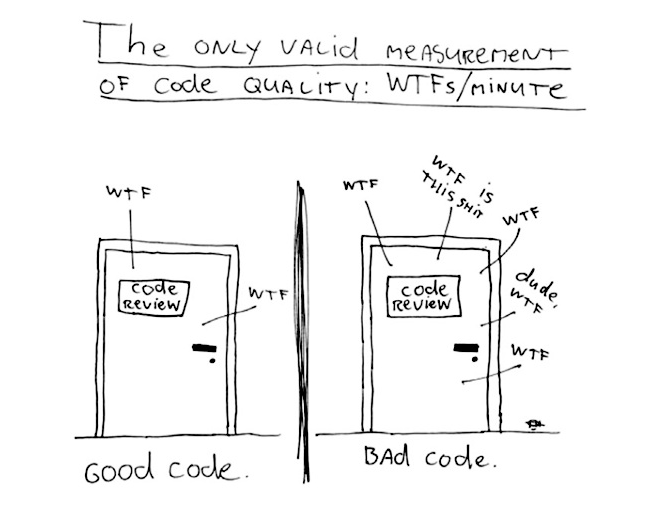 The ONLY VALid MEASUREMENT
OF Code QUALITY: WTFs/MINUTE
WTF
code
REVIEW
WTF
GOOD code.
WTF
WTF is
THIS SHIT
WTF
code
REVIEW
dude,
WTF
WTF
BAd code.